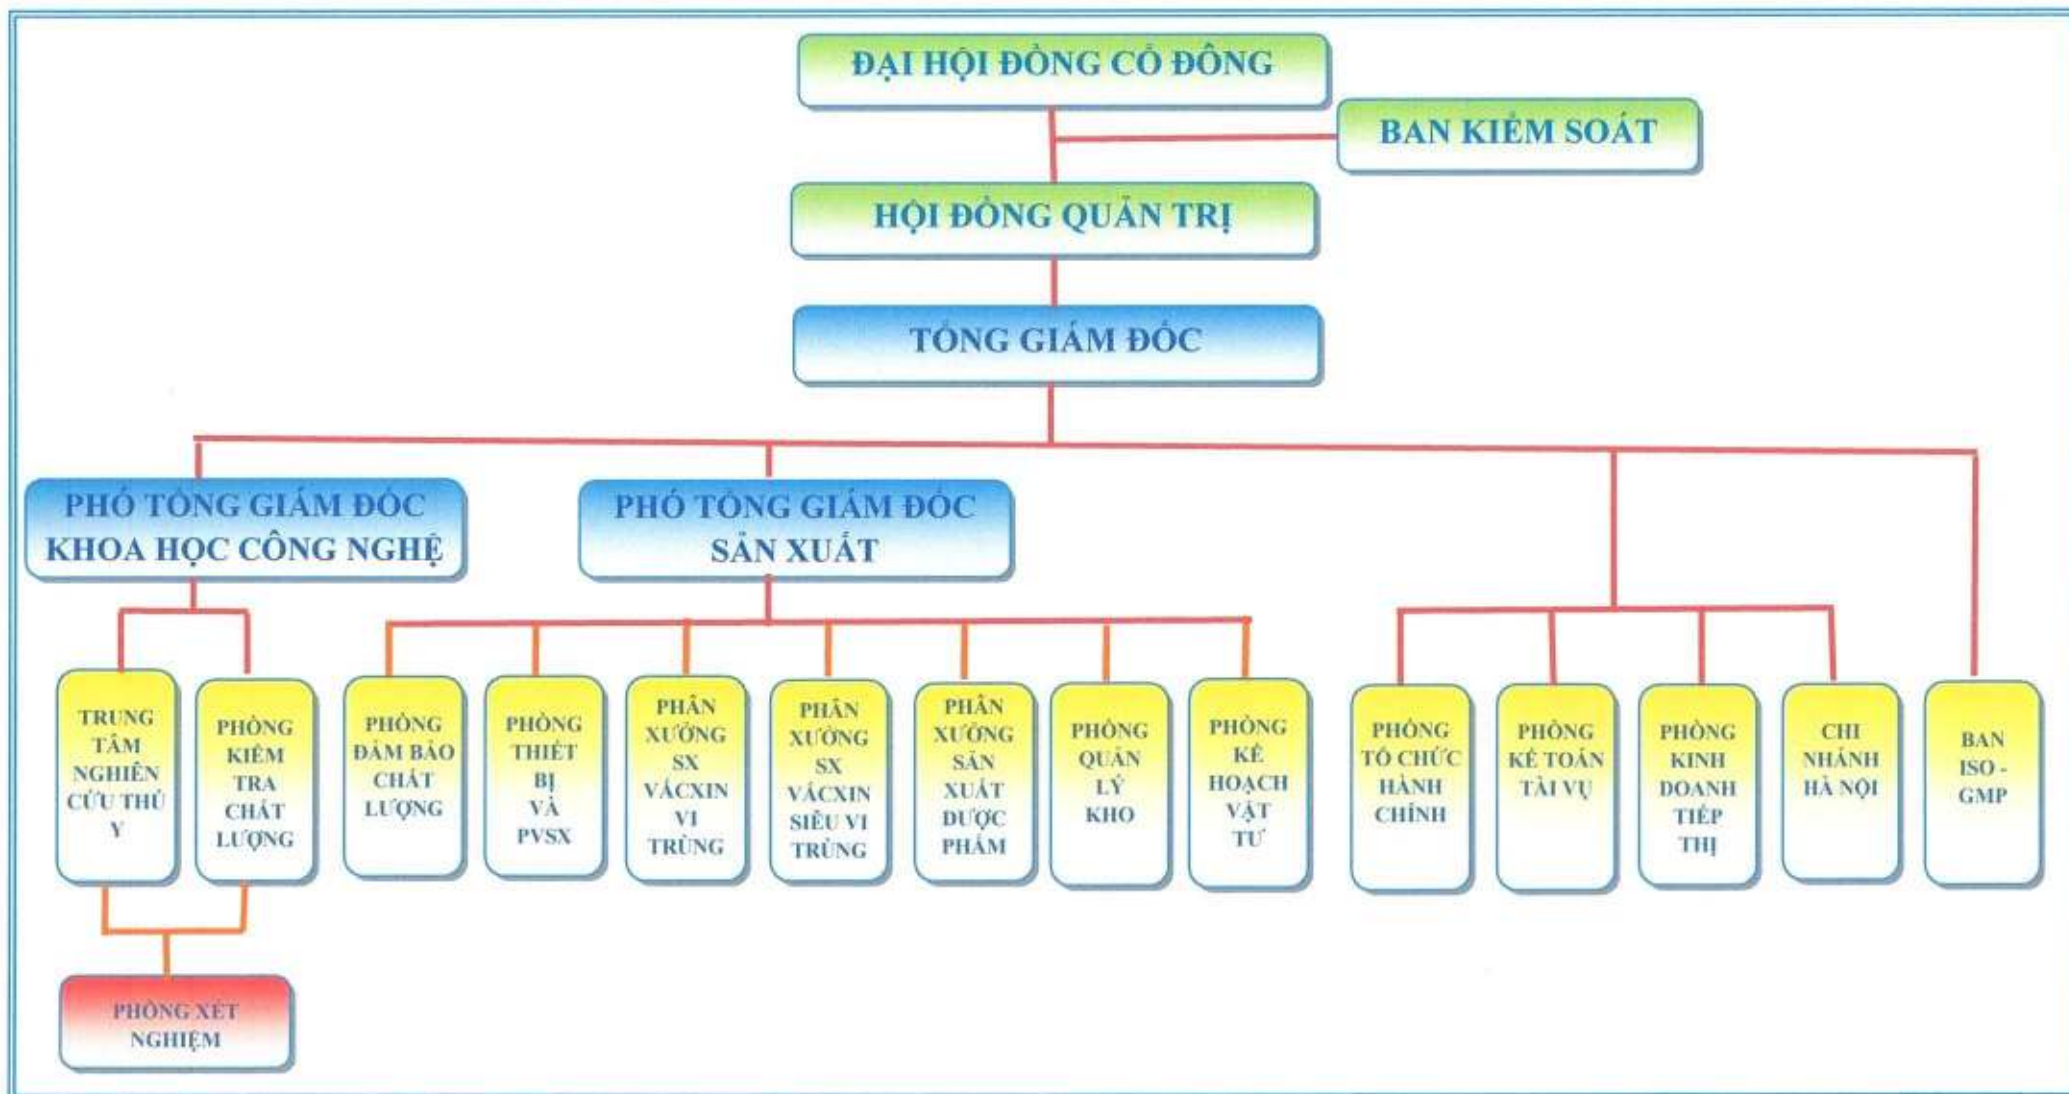 ĐẠI HỘI ĐỒNG CỔ ĐÔNG
BAN KIỂM SOÁT
HỘI ĐỒNG QUẢN TRỊ
TỔNG GIÁM ĐỐC
PHÓ TỔNG GIÁM ĐỐC
KHOA HỌC CÔNG NGHỆ
PHÓ TỔNG GIÁM ĐỐC
SẢN XUẤT
TRUNG
TÂM
NGHIÊN
CỨU THÚ
Y
PHÒNG
KIỂM
TRA
CHẤT
LƯỢNG
PHÒNG
ĐẢM BẢO
CHẤT
LƯỢNG
PHÒNG
THIẾT
BỊ
VÀ
PVSX
PHÂN
XƯỞNG
SX
VẮCXIN
VI
TRÙNG
PHÂN
XƯỞNG
SX
VẮCXIN
SIÊU VI
TRÙNG
PHÂN
XƯỞNG
SẢN
XUẤT
DƯỢC
PHẨM
PHÒNG
QUẢN
LÝ
KHO
PHÒNG
KẾ
HOẠCH
VẬT
TƯ
PHÒNG
TỔ CHỨC
HÀNH
CHÍNH
PHÒNG
KẾ TOÁN
TÀI VỤ
PHÒNG
KINH
DOANH
TIẾP
THỊ
CHI
NHÁNH
HÀ NỘI
BAN
ISO -
GMP
PHÒNG XÉT
NGHIỆM